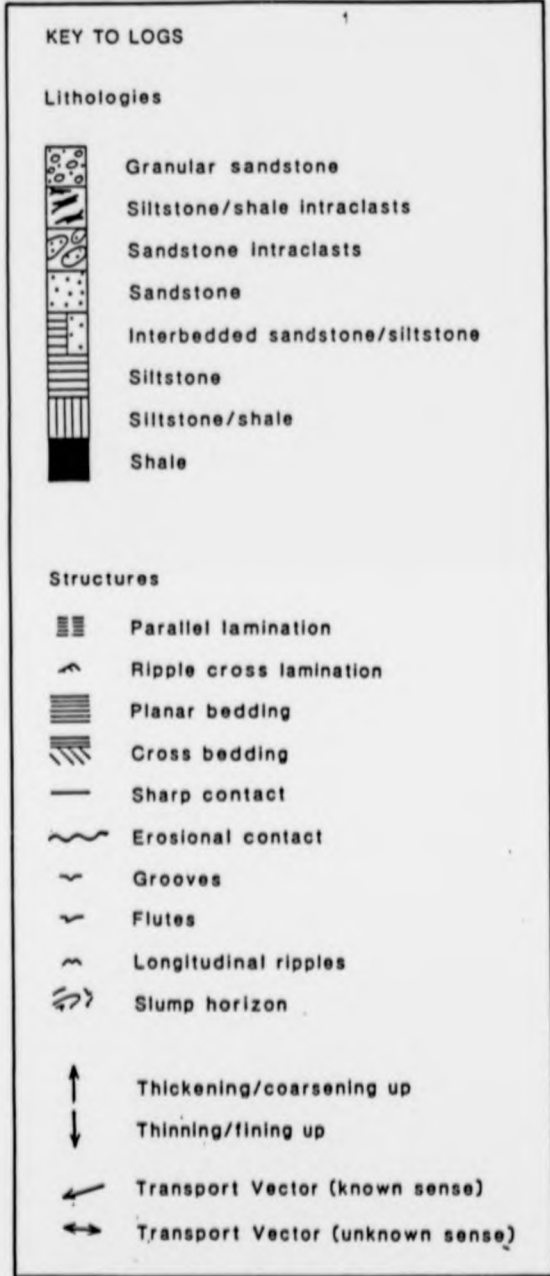 KEY TO LOGS
Lithologies
Granular sandstone
Siltstone/shale intraclasts
Sandstone intraclasts
Sandstone
Interbedded sandstone/siltstone
Siltstone
Siltstone/shale
Shale
Structures
Parallel lamination
Ripple cross lamination
Planar bedding
Cross bedding
Sharp contact
Erosional contact
Grooves
Flutes
Longitudinal ripples
Slump horizon
Thickening/coarsening up
Thinning/fining up
Transport Vector (known sense)
Transport Vector (unknown sense)